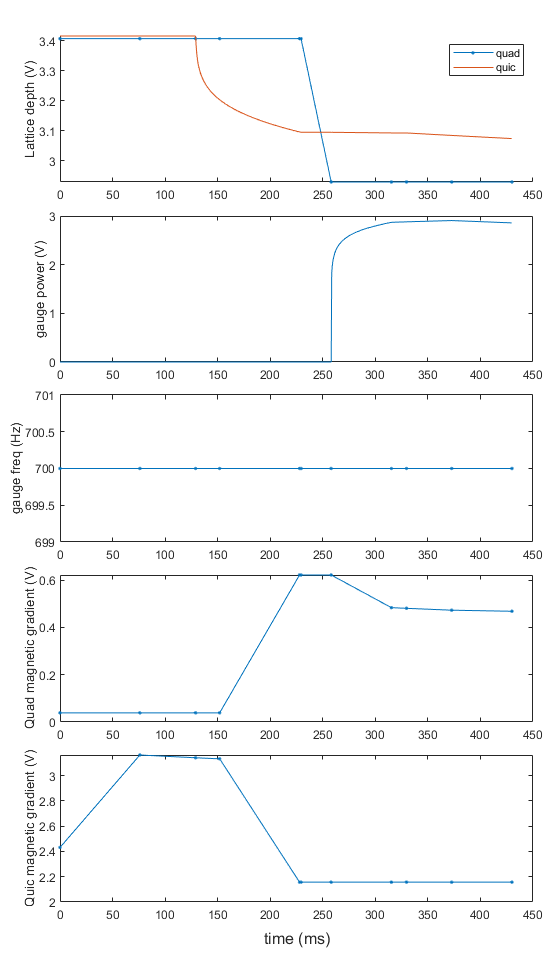 Lattice depth (V)
3.4
3.3
3.2
3.1
3
quad
quic
0 50 100 150 200 250 300 350 400 450
gauge power (V)
3
2
1
0
0 50 100 150 200 250 300 350 400 450
gauge freq (Hz)
701
700.5
700
699.5
699
0 50 100 150 200 250 300 350 400 450
Quad magnetic gradient (V)
0.6
0.4
0.2
0
0 50 100 150 200 250 300 350 400 450
Quic magnetic gradient (V)
3
2.8
2.6
2.4
2.2
2
0 50 100 150 200 250 300 350 400 450
time (ms)